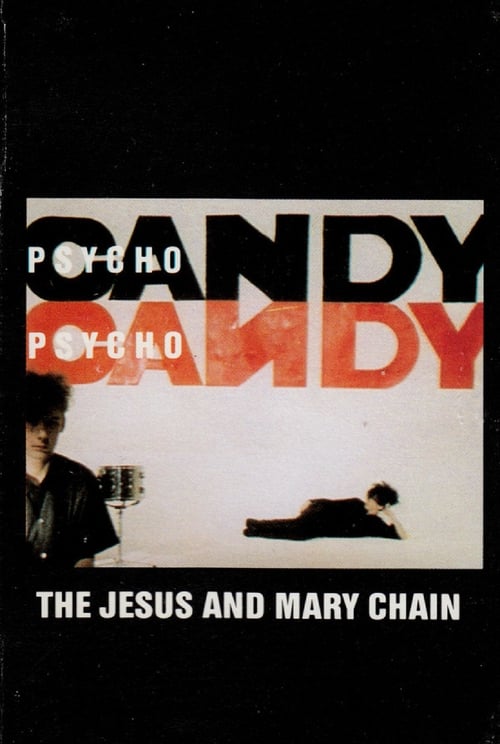 CANDY
PSYCHO
CANDY
PSYCHO
THE JESUS AND MARY CHAIN